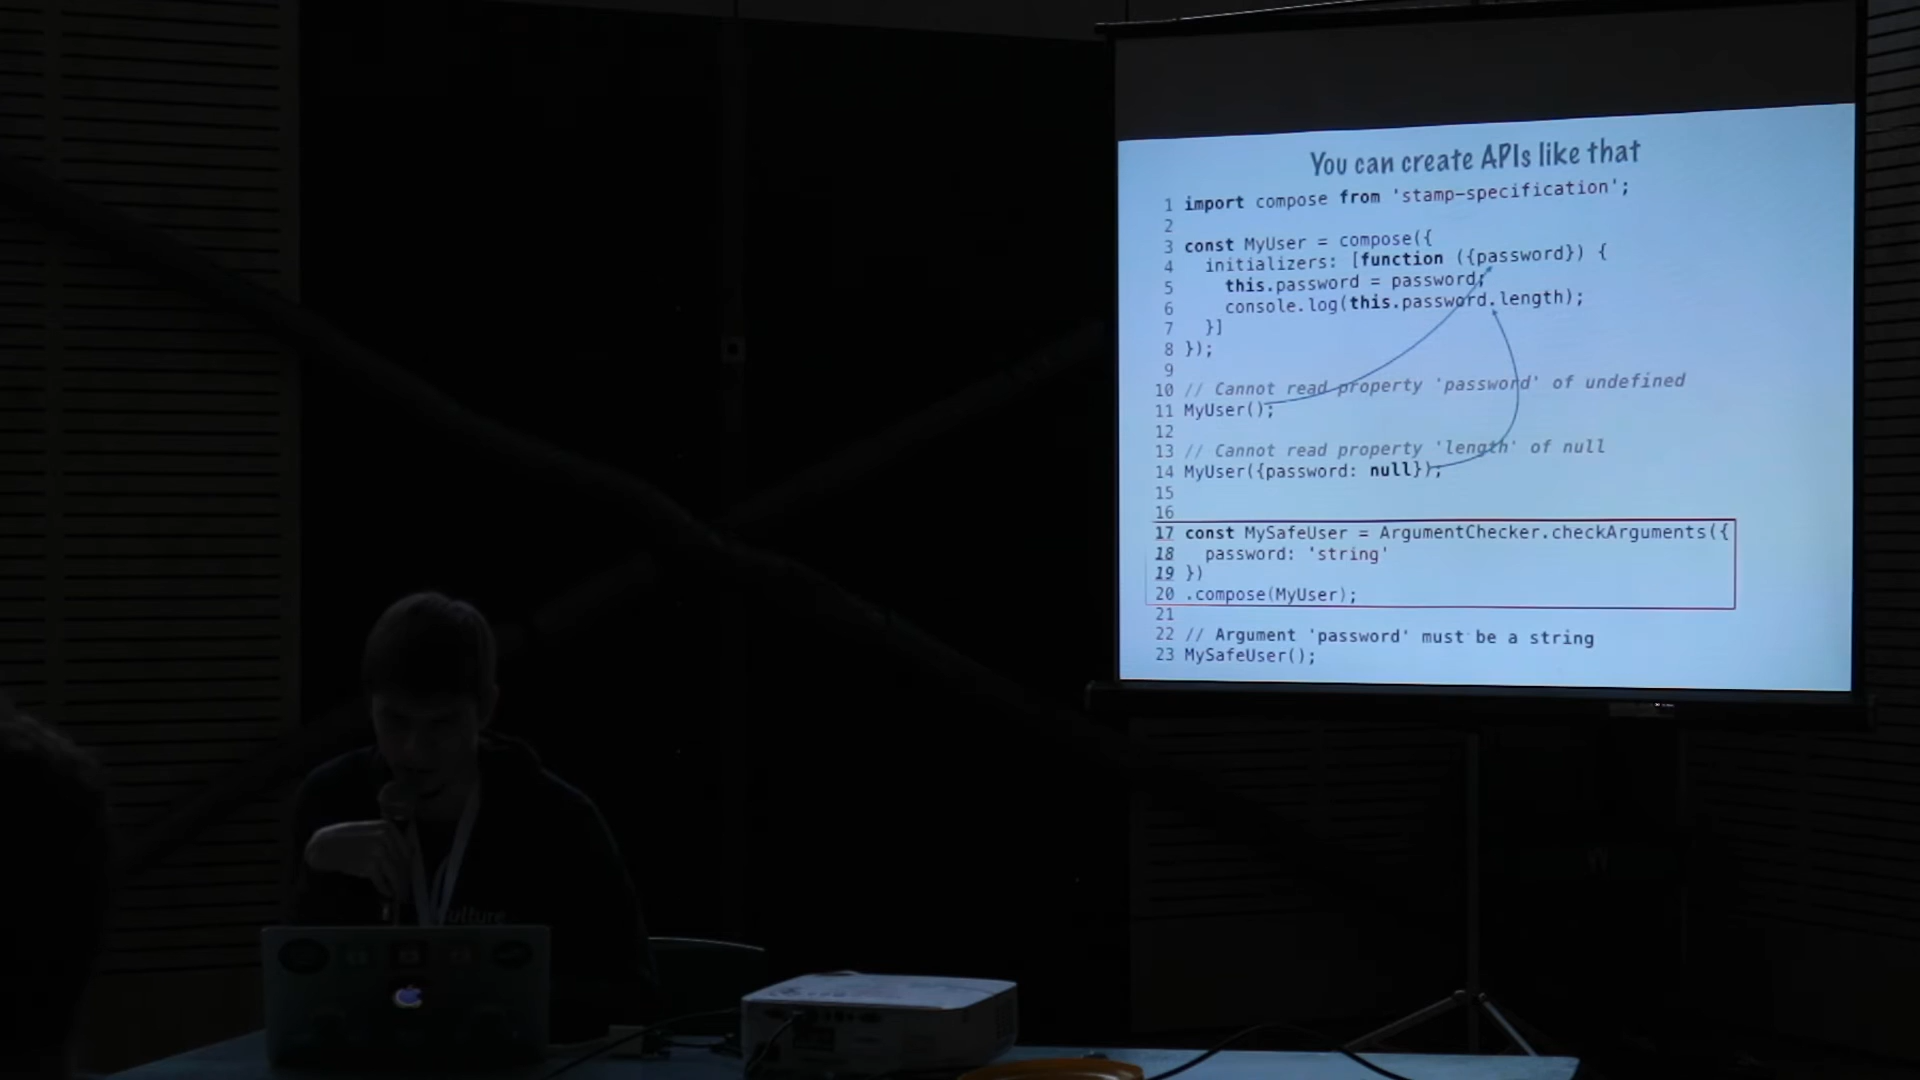 You can create APIs like that
1 import compose from 'stamp-specification';
2
3 const MyUser = compose({
4   initializers: [function ({password}) {
5     this.password = password;
6     console.log(this.password.length);
7   }]
8 });
9
10 // Cannot read property 'password' of undefined
11 MyUser();
12
13 // Cannot read property 'length' of null
14 MyUser({password: null});
15
16
17 const MySafeUser = ArgumentChecker.checkArguments({
18   password: 'string'
19 })
20 .compose(MyUser);
21
22 // Argument 'password' must be a string
23 MySafeUser();